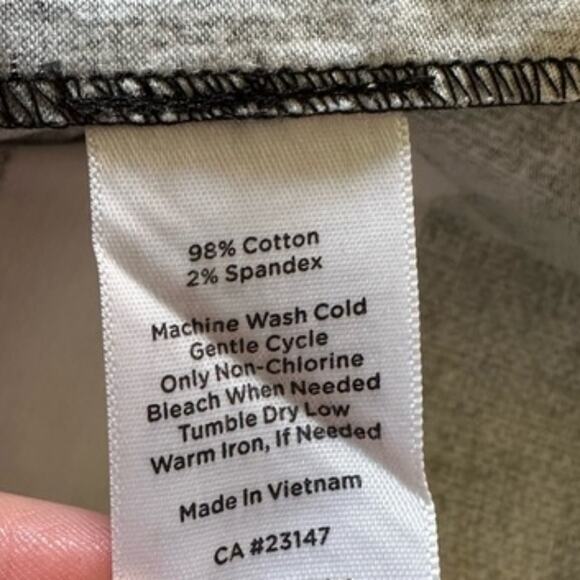 98% Cotton
2% Spandex
Machine Wash Cold
Gentle Cycle
Only Non-Chlorine
Bleach When Needed
Tumble Dry Low
Warm Iron, If Needed
Made In Vietnam
CA #23147